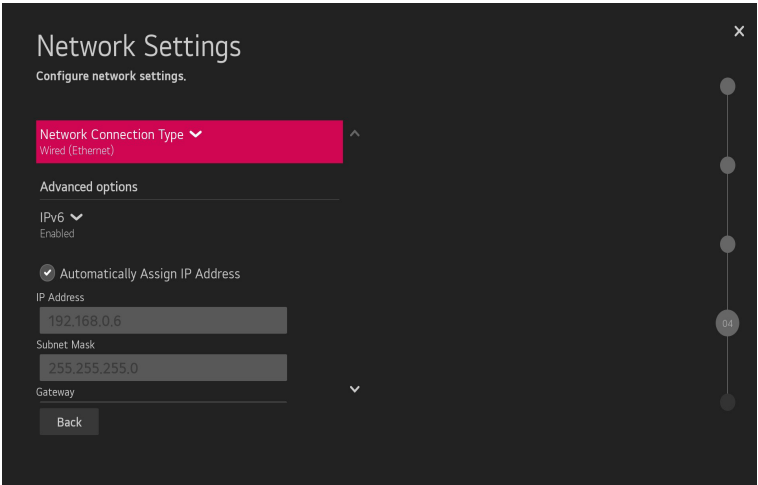 Network Settings
Configure network settings.
Network Connection Type
Wired (Ethernet)
Advanced options
IPv6
Enabled
Automatically Assign IP Address
IP Address
192.168.0.6
Subnet Mask
255.255.255.0
Gateway
Back
04